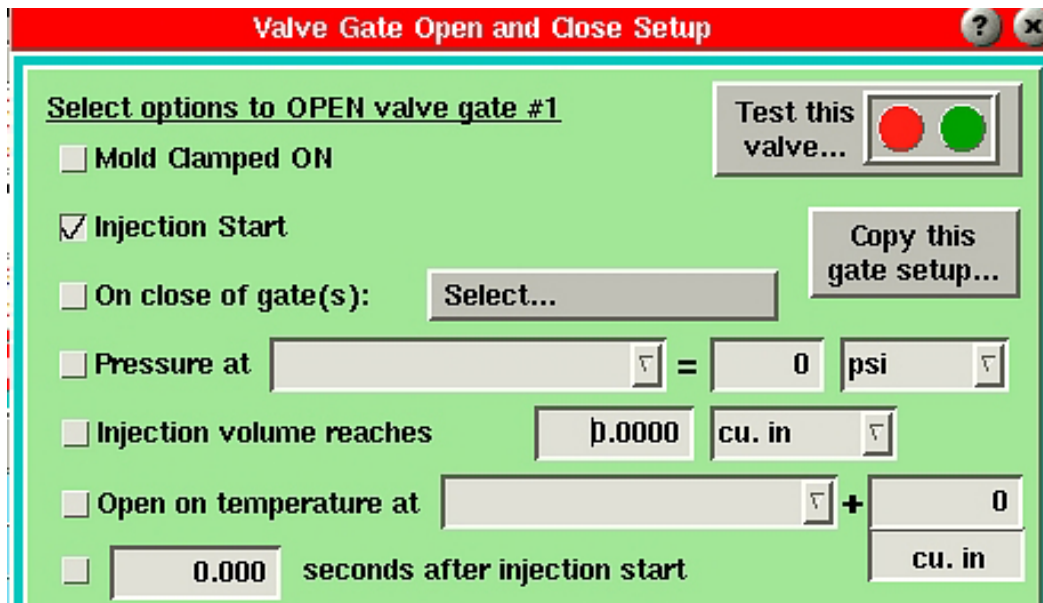 Valve Gate Open and Close Setup ? x
Select options to OPEN valve gate #1
Test this
valve...
Mold Clamped ON
Injection Start
Copy this
gate setup...
On close of gate(s): Select...
Pressure at = 0 psi
Injection volume reaches 0.0000 cu. in
Open on temperature at + 0
cu. in
0.000 seconds after injection start